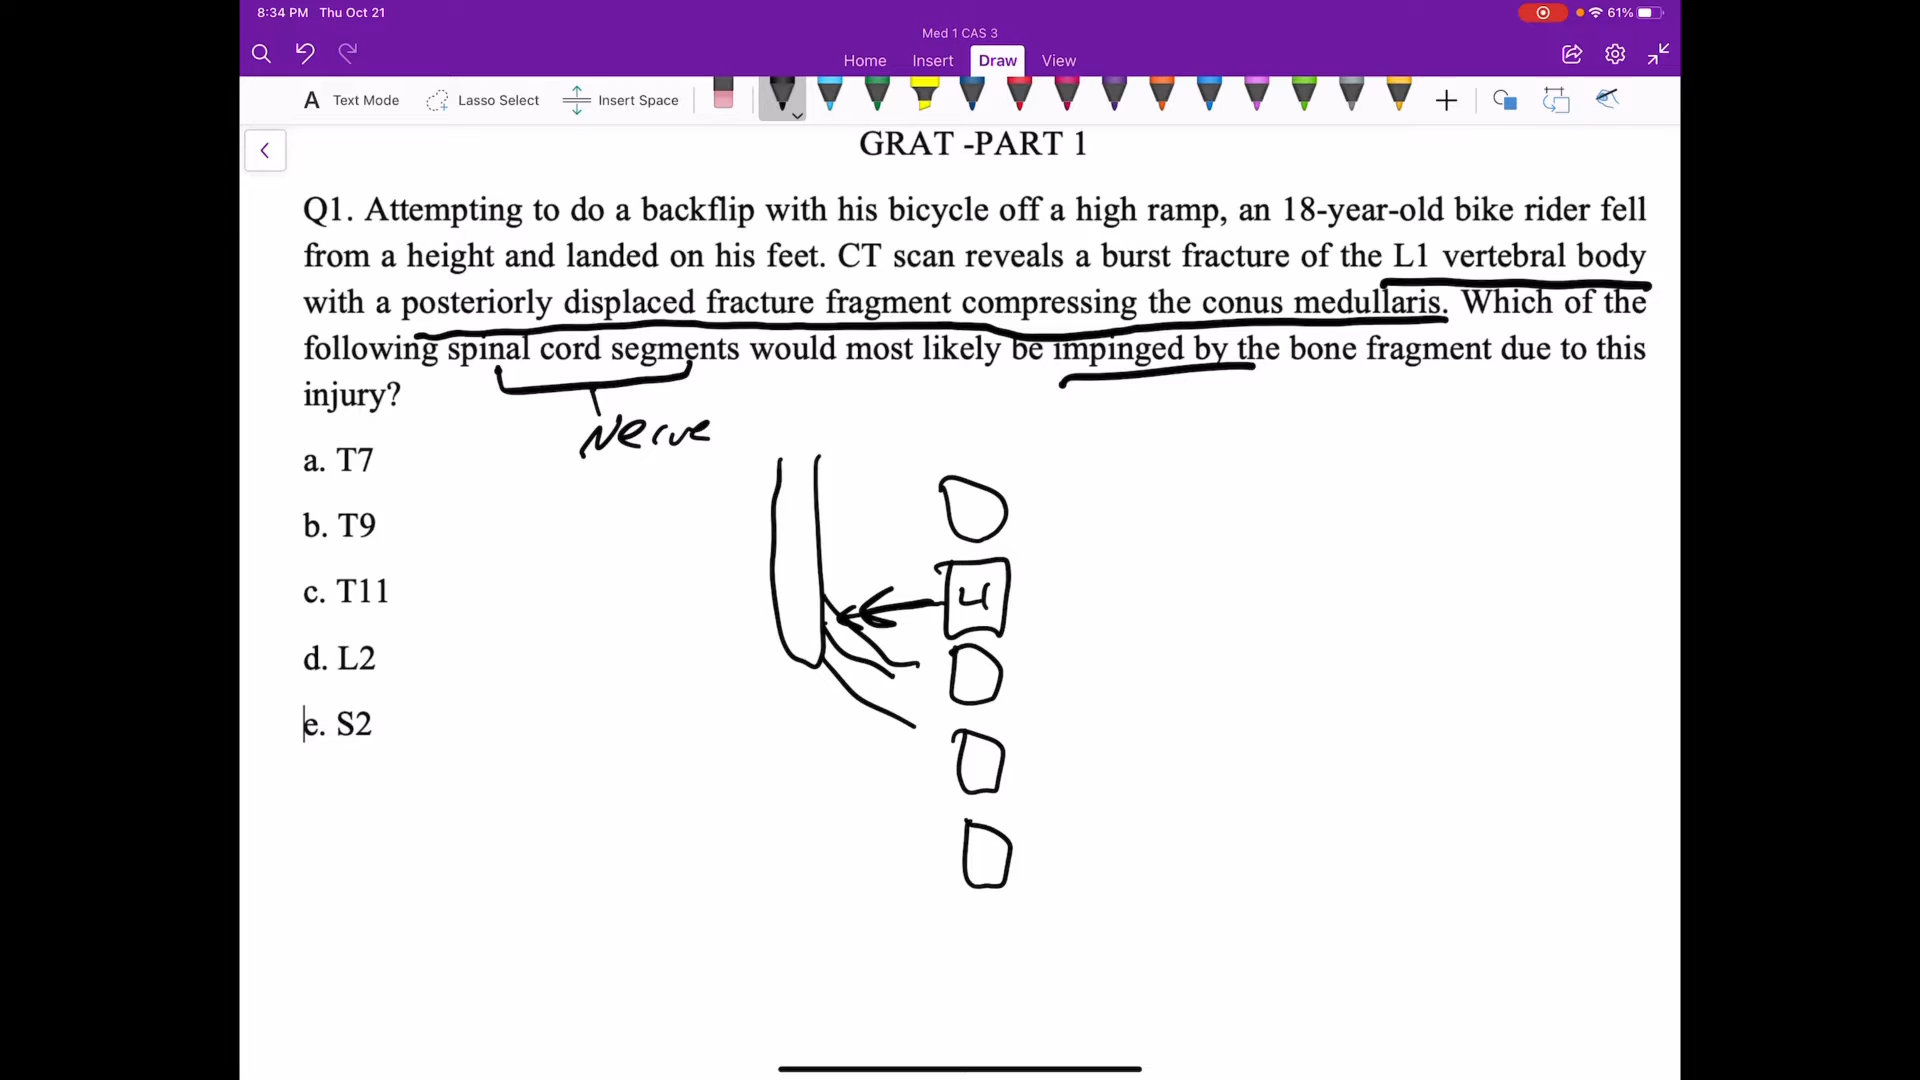 8:34 PM Thu Oct 21
61%
Med 1 CAS 3
Home Insert Draw View
A Text Mode Lasso Select Insert Space
GRAT -PART 1
Q1. Attempting to do a backflip with his bicycle off a high ramp, an 18-year-old bike rider fell
from a height and landed on his feet. CT scan reveals a burst fracture of the L1 vertebral body
with a posteriorly displaced fracture fragment compressing the conus medullaris. Which of the
following spinal cord segments would most likely be impinged by the bone fragment due to this
injury?
Nerve
a. T7
b. T9
c. T11
d. L2
e. S2